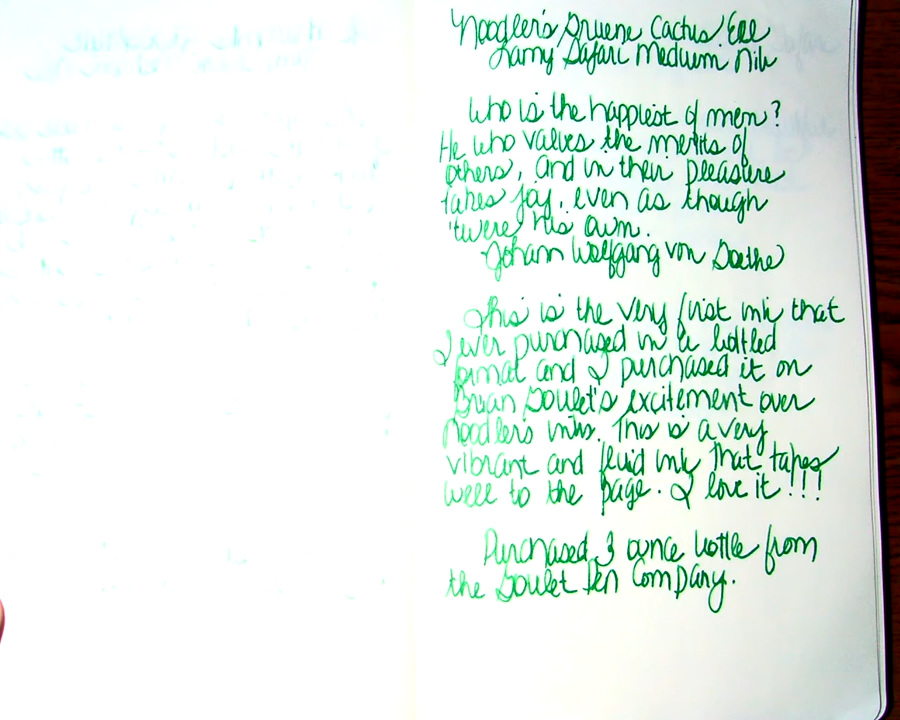 Noodler's Gruene Cactus Eel
Lamy Safari Medium Nib
Who is the happiest of men?
He who values the merits of
others, and in their pleasure
takes joy, even as though
'twere his own.
Johann Wolfgang von Goethe
This is the very first ink that
I ever purchased in a bottled
format and I purchased it on
Brian Goulet's excitement over
Noodlers inks. This is a very
vibrant and fluid ink that takes
well to the page. I love it!!!
Purchased 3 ounce bottle from
the Goulet Pen Company.